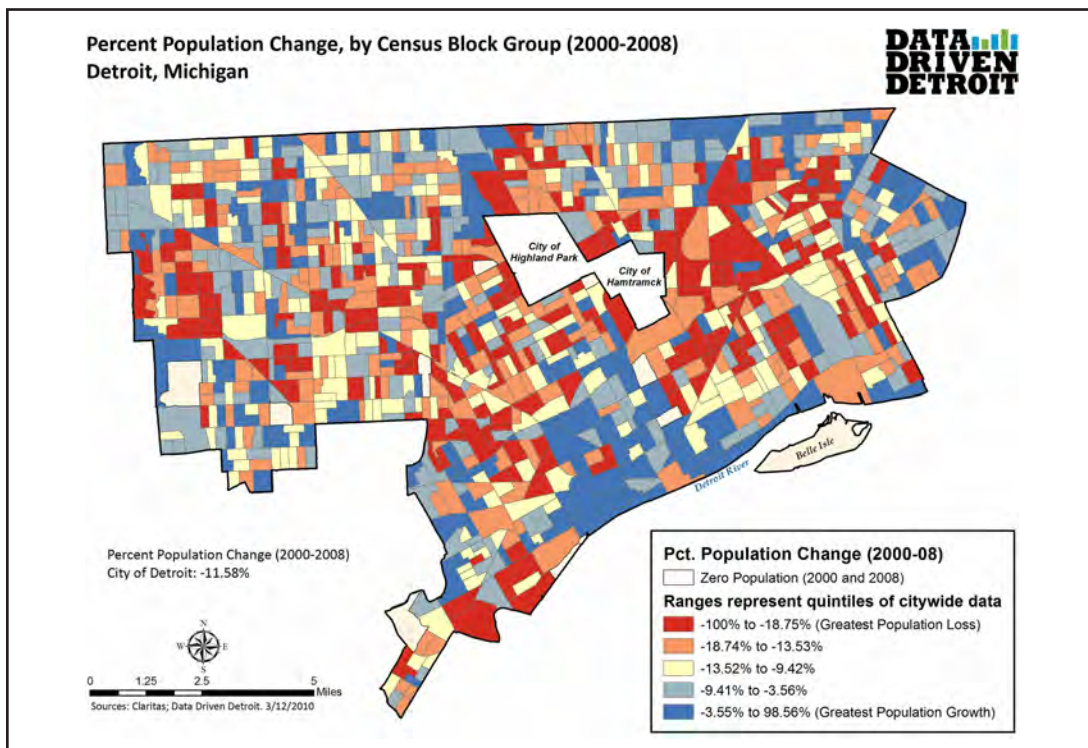 Percent Population Change, by Census Block Group (2000-2008)
Detroit, Michigan
DATA
DRIVEN
DETROIT
City of
Highland Park
City of
Hamtramck
Belle Isle
Detroit River
Percent Population Change (2000-2008)
City of Detroit: -11.58%
N
W E
S
0 1.25 2.5 5
Miles
Sources: Claritas; Data Driven Detroit. 3/12/2010
Pct. Population Change (2000-08)
Zero Population (2000 and 2008)
Ranges represent quintiles of citywide data
-100% to -18.75% (Greatest Population Loss)
-18.74% to -13.53%
-13.52% to -9.42%
-9.41% to -3.56%
-3.55% to 98.56% (Greatest Population Growth)